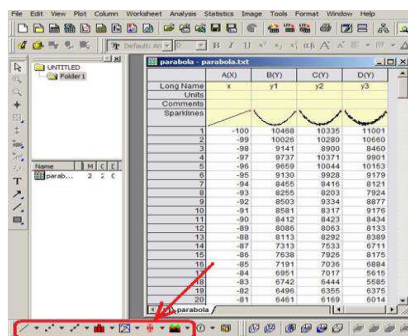 File Edit View Plot Column Worksheet Analysis Statistics Image Tools Format Window Help
Default: Ar
B I U
UNTITLED
Folder1
parabola - parabola.txt
A(X) B(Y) C(Y) D(Y)
Long Name x y1 y2 y3
Units
Comments
Sparklines
1 -100 10468 10335 11001
2 -99 10026 10280 10660
3 -98 9141 8900 8460
4 -97 9737 10371 9901
5 -96 9659 10044 10153
6 -95 9130 9928 9179
7 -94 8455 8416 8121
8 -93 8255 8203 7924
9 -92 8503 9334 8877
10 -91 8581 8317 9176
11 -90 8412 8423 8434
12 -89 8086 8063 8133
13 -88 8113 8292 8389
14 -87 7313 7533 6711
15 -86 7638 7926 8175
16 -85 7191 7036 6884
17 -84 6951 7017 5615
18 -83 6742 6444 5585
19 -82 6496 6355 6375
20 -81 6461 6169 6014
Name M
parab... 2
T
parabola